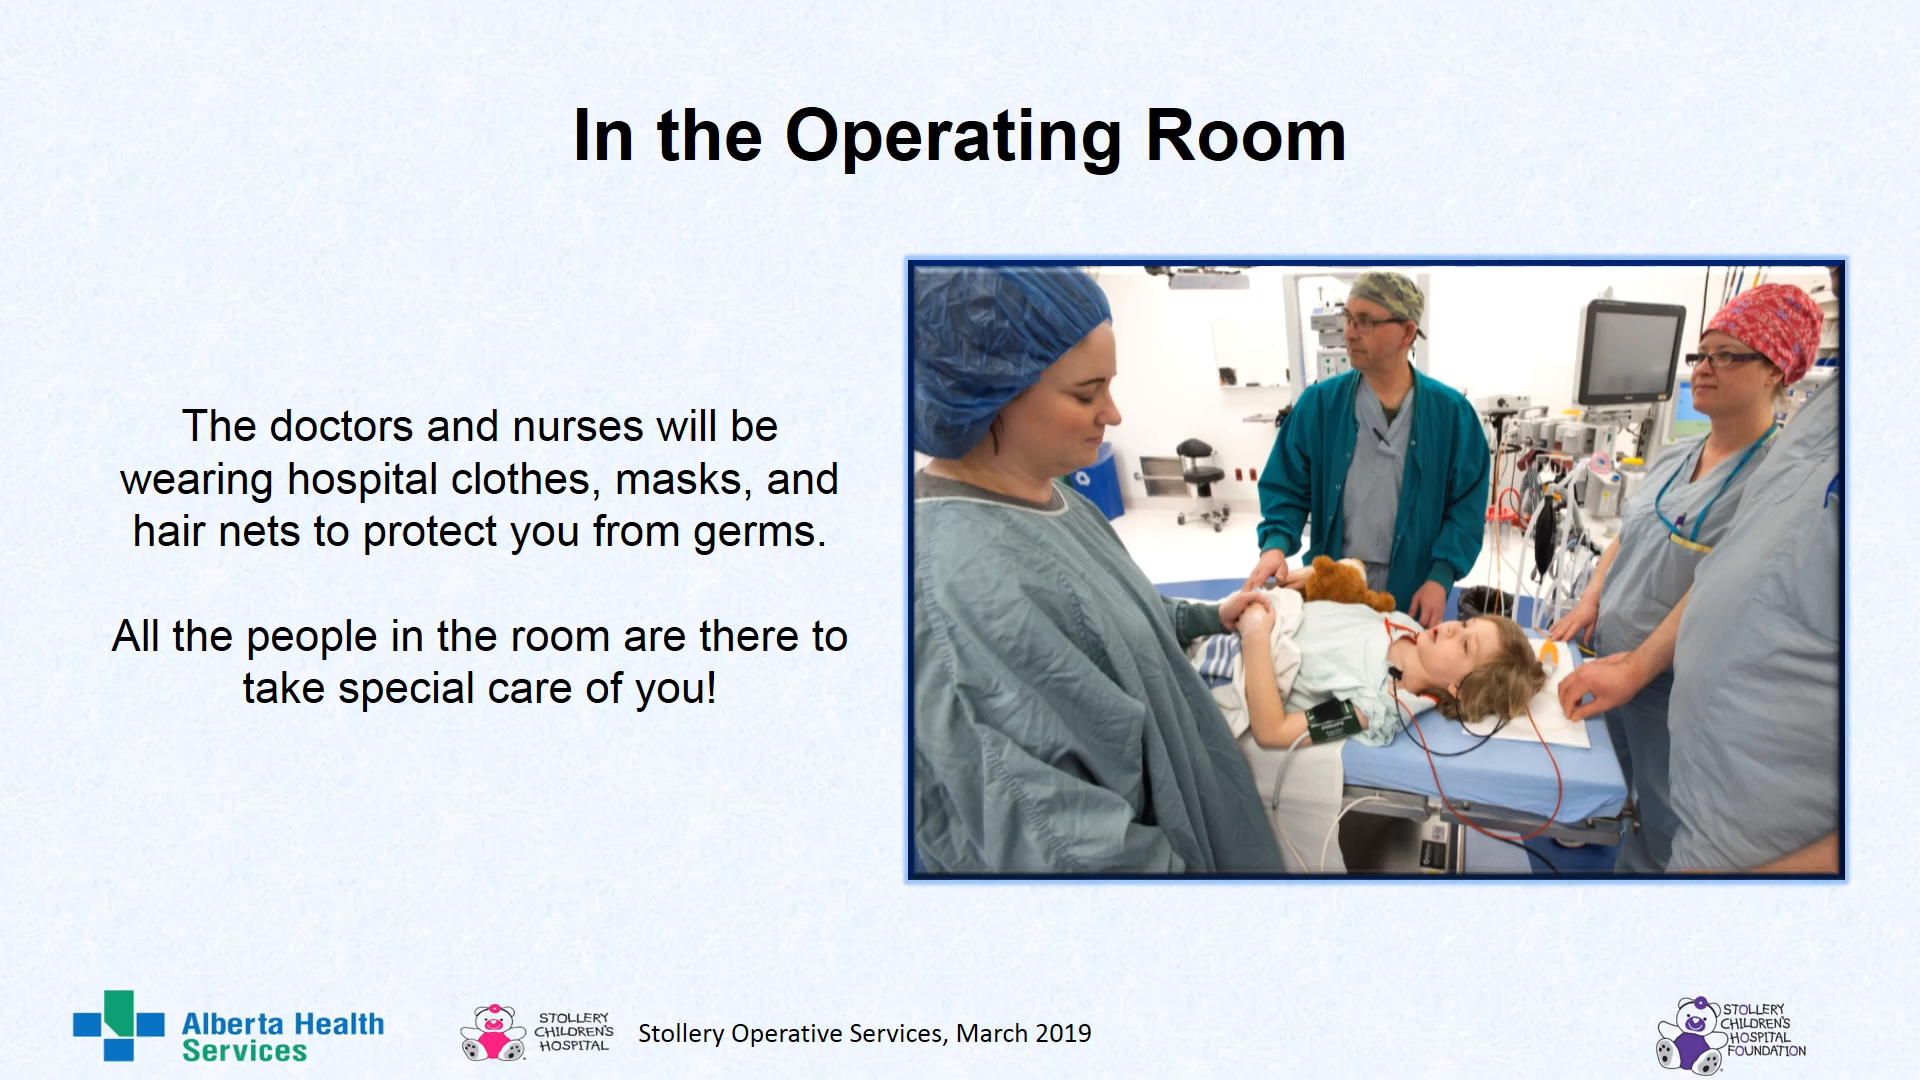 In the Operating Room
The doctors and nurses will be
wearing hospital clothes, masks, and
hair nets to protect you from germs.
All the people in the room are there to
take special care of you!
Alberta Health
Services
STOLLERY
CHILDREN'S
HOSPITAL
Stollery Operative Services, March 2019
STOLLERY
CHILDREN'S
HOSPITAL
FOUNDATION